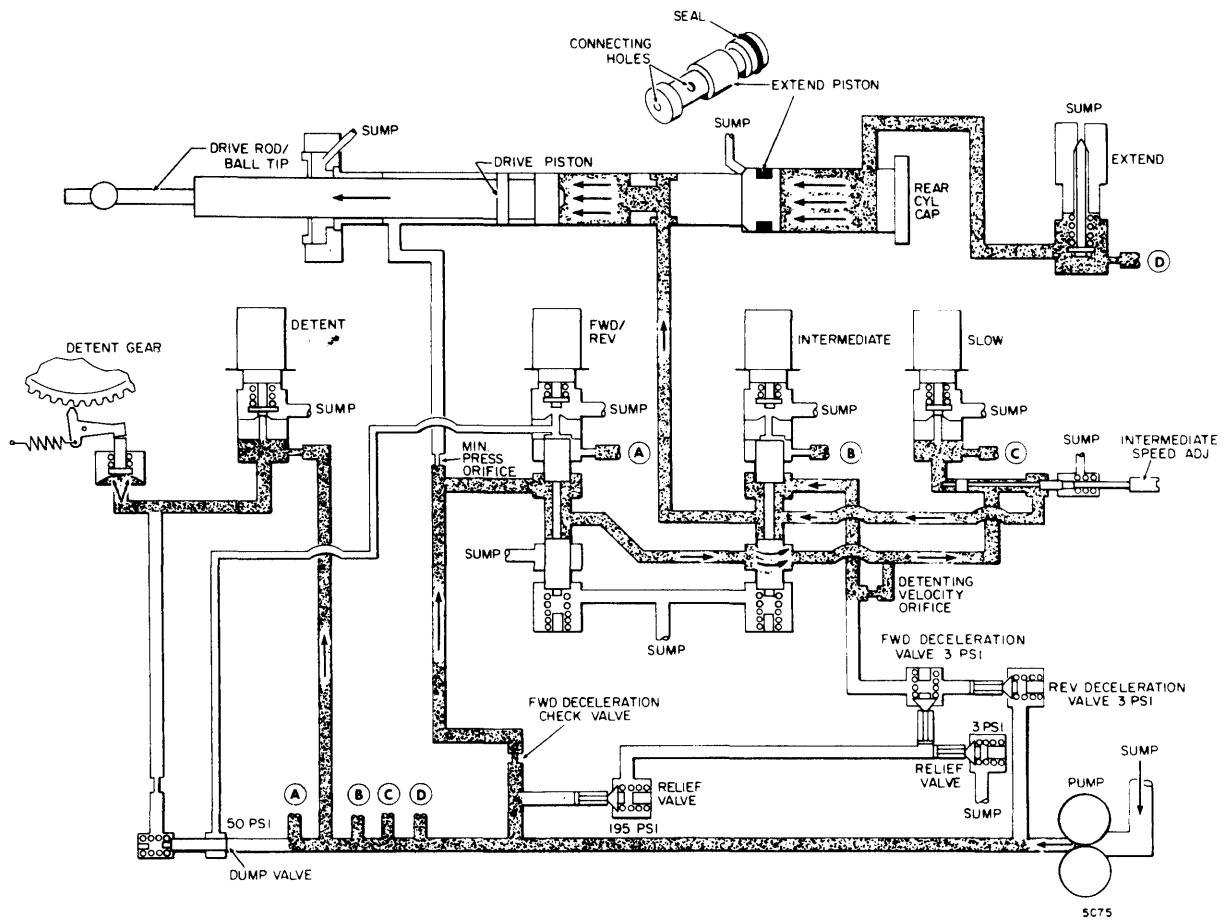 SEAL
CONNECTING
HOLES
EXTEND PISTON
SUMP
SUMP
SUMP
DRIVE ROD/
BALL TIP
DRIVE PISTON
EXTEND
REAR
CYL
CAP
D
DETENT
FWD/
REV
INTERMEDIATE
SLOW
DETENT GEAR
SUMP
SUMP
SUMP
SUMP
MIN.
PRESS
ORIFICE
A
B
C
SUMP
INTERMEDIATE
SPEED ADJ
SUMP
DETENTING
VELOCITY
ORIFICE
SUMP
FWD DECELERATION
VALVE 3 PSI
REV DECELERATION
VALVE 3 PSI
FWD DECELERATION
CHECK VALVE
3 PSI
RELIEF
VALVE
SUMP
SUMP
PUMP
RELIEF
VALVE
195 PSI
A
B
C
D
50 PSI
DUMP VALVE
5C75